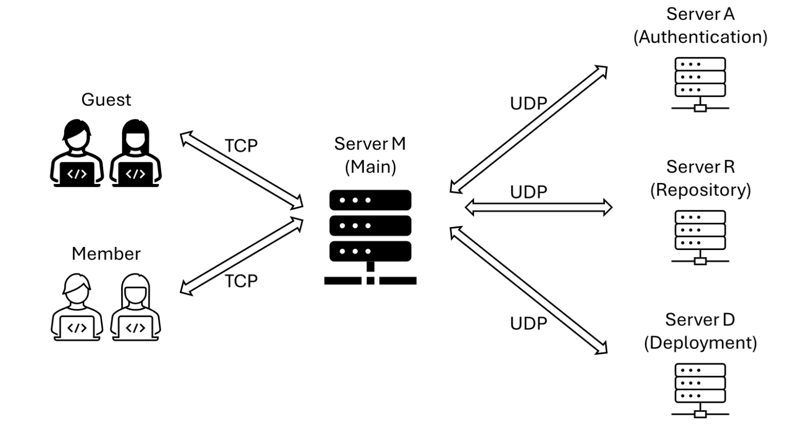 Guest
</>
</>
TCP
Member
</>
</>
TCP
Server M
(Main)
UDP
UDP
UDP
Server A
(Authentication)
Server R
(Repository)
Server D
(Deployment)